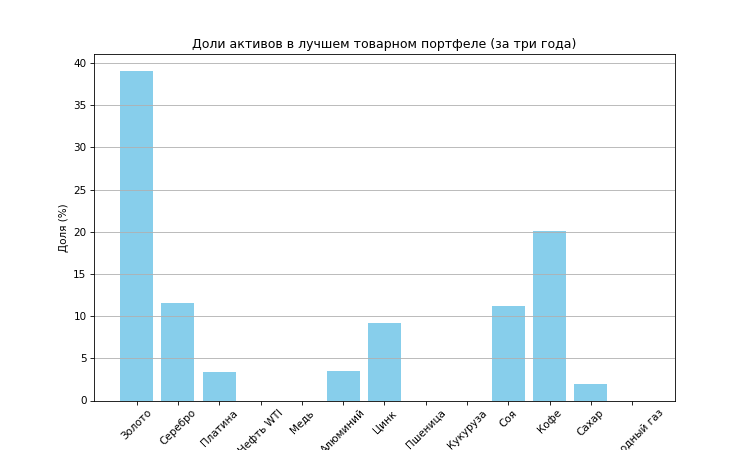 Доли активов в лучшем товарном портфеле (за три года)
Доля (%)
40
35
30
25
20
15
10
5
0
Золото
Серебро
Платина
Нефть WTI
Медь
Алюминий
Цинк
Пшеница
Кукуруза
Соя
Кофе
Сахар
одный газ